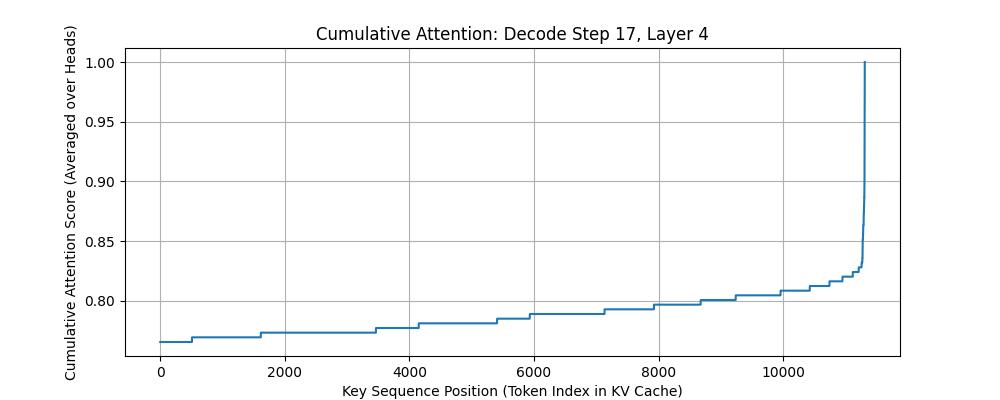 Cumulative Attention: Decode Step 17, Layer 4
Cumulative Attention Score (Averaged over Heads)
1.00
0.95
0.90
0.85
0.80
0 2000 4000 6000 8000 10000
Key Sequence Position (Token Index in KV Cache)